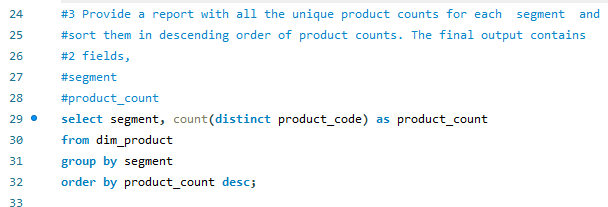 24 #3 Provide a report with all the unique product counts for each  segment  and
25 #sort them in descending order of product counts. The final output contains
26 #2 fields,
27 #segment
28 #product_count
29 select segment, count(distinct product_code) as product_count
30 from dim_product
31 group by segment
32 order by product_count desc;
33